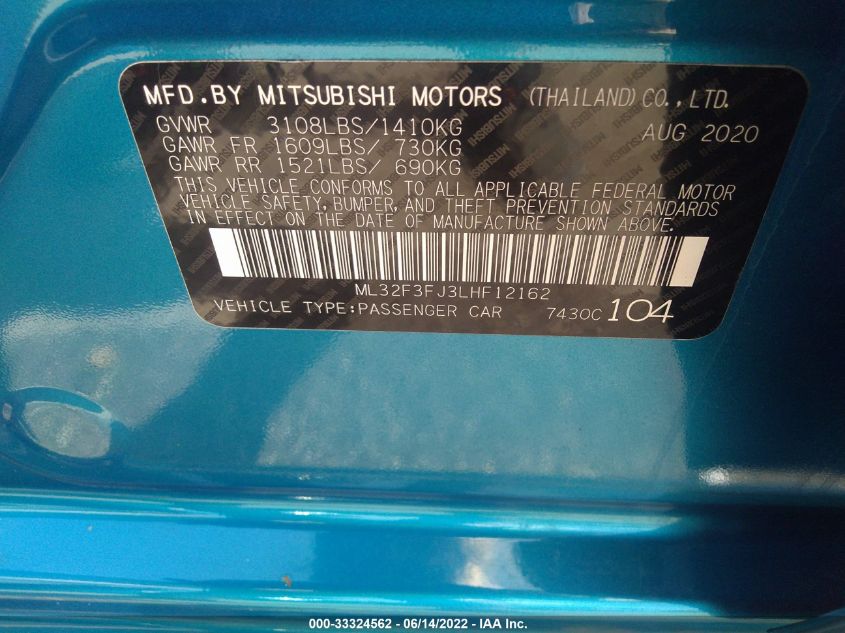 MFD.BY MITSUBISHI MOTORS (THAILAND)CO.,LTD.
GVWR 3108LBS/1410KG AUG 2020
GAWR FR 1609LBS/ 730KG
GAWR RR 1521LBS/ 690KG
THIS VEHICLE CONFORMS TO ALL APPLICABLE FEDERAL MOTOR
VEHICLE SAFETY, BUMPER, AND THEFT PREVENTION STANDARDS
IN EFFECT ON THE DATE OF MANUFACTURE SHOWN ABOVE.
ML32F3FJ3LHF12162
VEHICLE TYPE:PASSENGER CAR 7430C 104
000-33324562 - 06/14/2022 - IAA Inc.